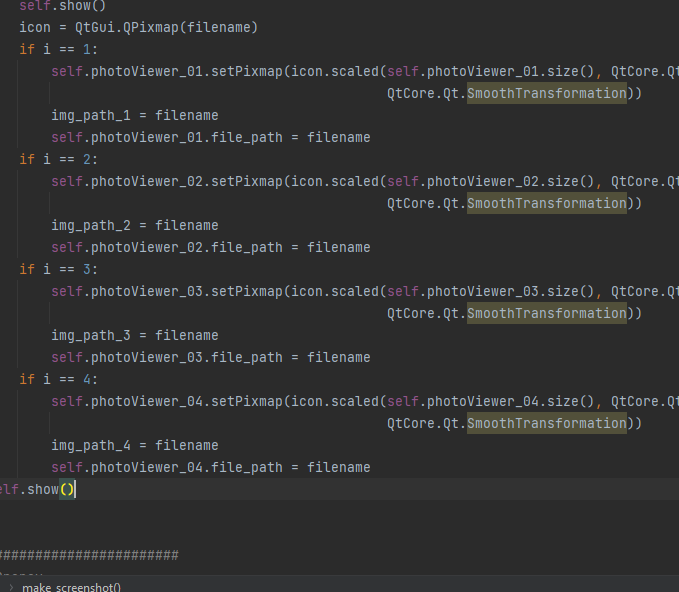 self.show()
icon = QtGui.QPixmap(filename)
if i == 1:
self.photoViewer_01.setPixmap(icon.scaled(self.photoViewer_01.size(), QtCore.Qt
QtCore.Qt.SmoothTransformation))
img_path_1 = filename
self.photoViewer_01.file_path = filename
if i == 2:
self.photoViewer_02.setPixmap(icon.scaled(self.photoViewer_02.size(), QtCore.Qt
QtCore.Qt.SmoothTransformation))
img_path_2 = filename
self.photoViewer_02.file_path = filename
if i == 3:
self.photoViewer_03.setPixmap(icon.scaled(self.photoViewer_03.size(), QtCore.Qt
QtCore.Qt.SmoothTransformation))
img_path_3 = filename
self.photoViewer_03.file_path = filename
if i == 4:
self.photoViewer_04.setPixmap(icon.scaled(self.photoViewer_04.size(), QtCore.Qt
QtCore.Qt.SmoothTransformation))
img_path_4 = filename
self.photoViewer_04.file_path = filename
elf.show()
#######################
make_screenshot()